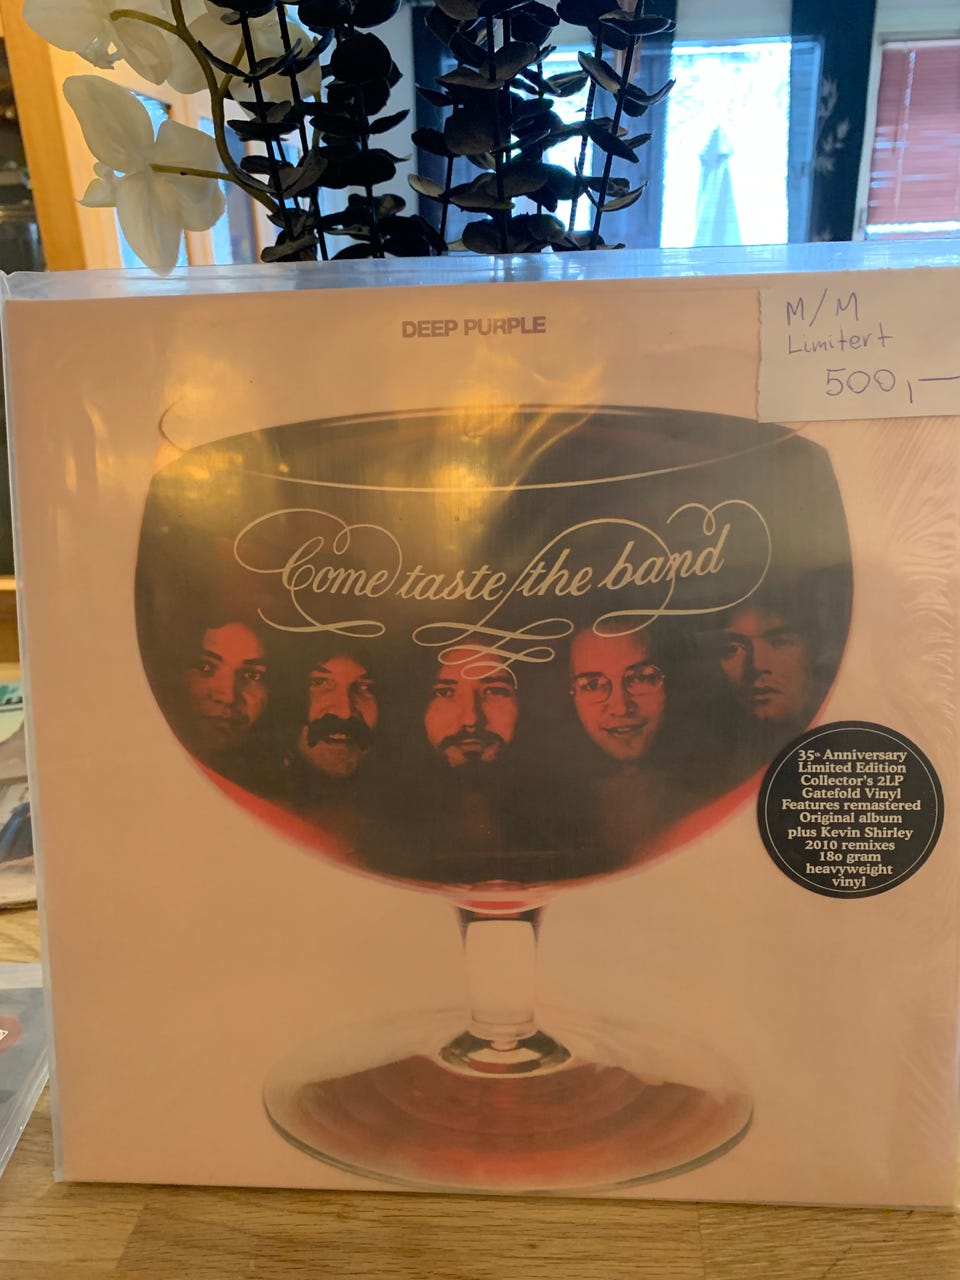 DEEP PURPLE
M/M
Limitert
500,—
Come taste the band
35th Anniversary
Limited Edition
Collector's 2LP
Gatefold Vinyl
Features remastered
Original album
plus Kevin Shirley
2010 remixes
180 gram
heavyweight
vinyl